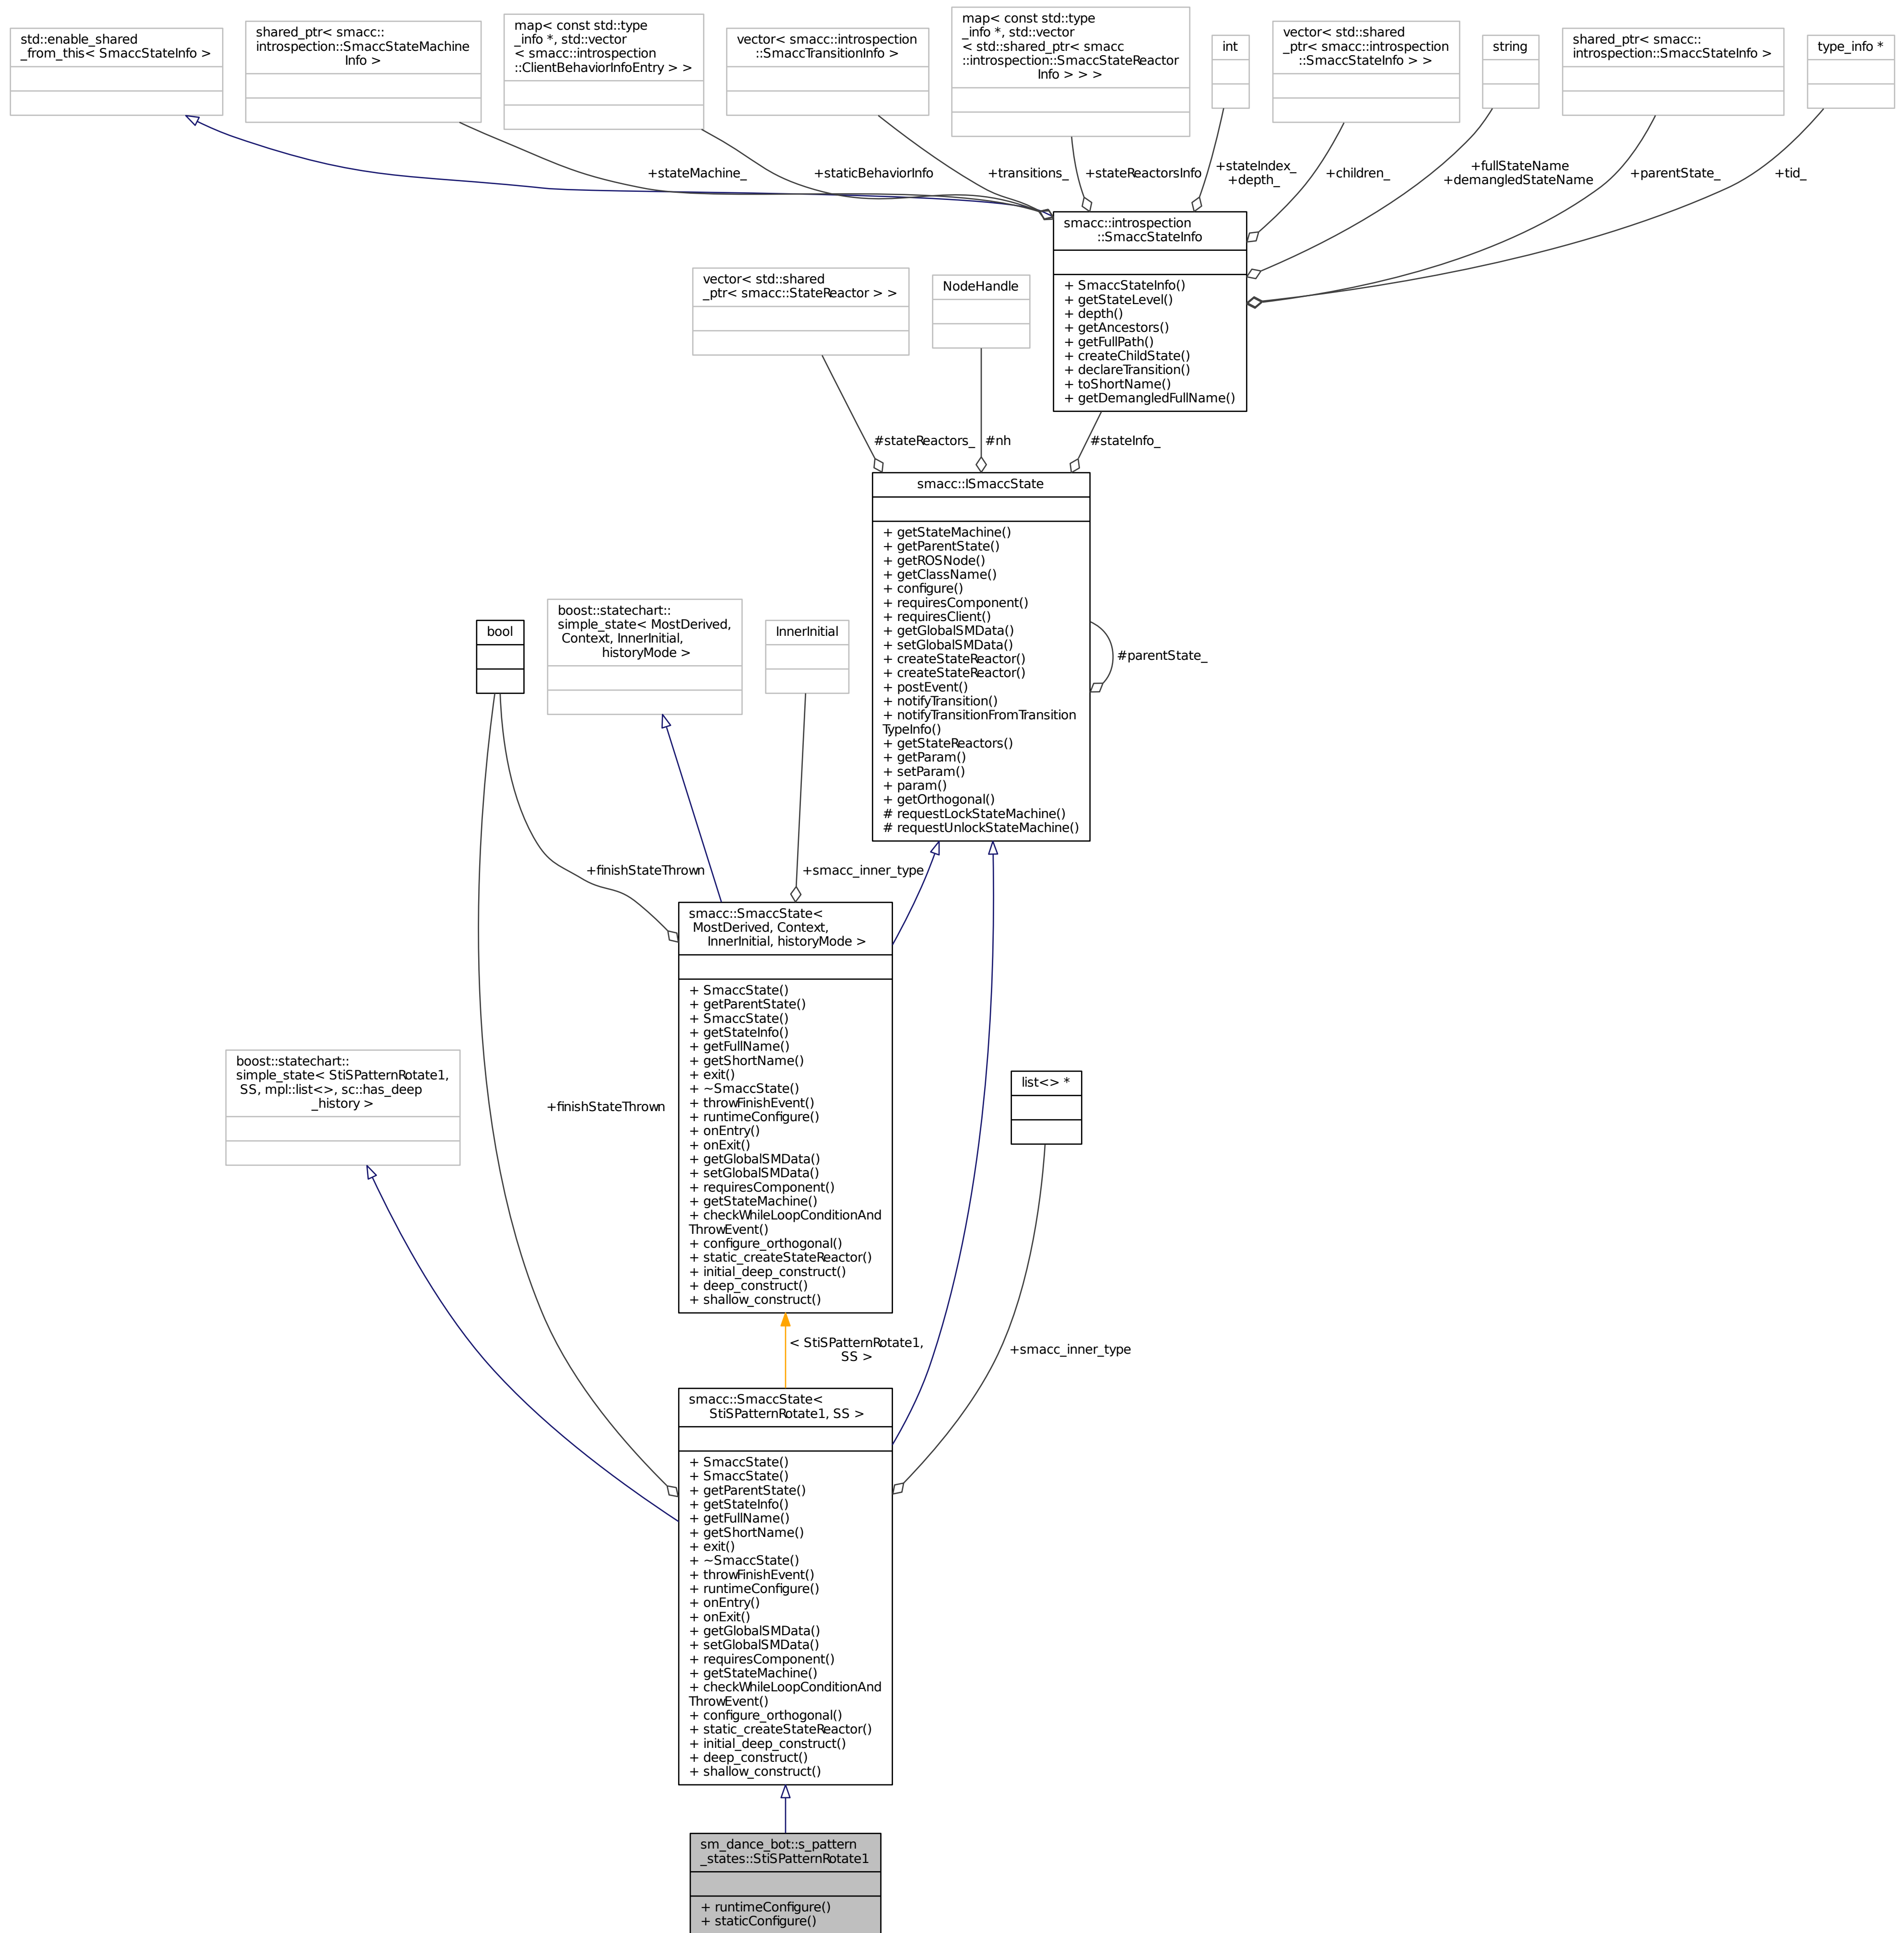 std::enable_shared
_from_this< SmaccStateInfo >
shared_ptr< smacc::
introspection::SmaccStateMachine
Info >
map< const std::type
_info *, std::vector
< smacc::introspection
::ClientBehaviorInfoEntry > >
vector< smacc::introspection
::SmaccTransitionInfo >
map< const std::type
_info *, std::vector
< std::shared_ptr< smacc
::introspection::SmaccStateReactor
Info > > >
int
vector< std::shared
_ptr< smacc::introspection
::SmaccStateInfo > >
string
shared_ptr< smacc::
introspection::SmaccStateInfo >
type_info *
+stateMachine_
+staticBehaviorInfo
+transitions_
+stateReactorsInfo
+stateIndex_
+depth_
+children_
+fullStateName
+demangledStateName
+parentState_
+tid_
smacc::introspection
::SmaccStateInfo
+ SmaccStateInfo()
+ getStateLevel()
+ depth()
+ getAncestors()
+ getFullPath()
+ createChildState()
+ declareTransition()
+ toShortName()
+ getDemangledFullName()
vector< std::shared
_ptr< smacc::StateReactor > >
NodeHandle
#stateReactors_
#nh
#stateInfo_
smacc::ISmaccState
+ getStateMachine()
+ getParentState()
+ getROSNode()
+ getClassName()
+ configure()
+ requiresComponent()
+ requiresClient()
+ getGlobalSMData()
+ setGlobalSMData()
+ createStateReactor()
+ createStateReactor()
+ postEvent()
+ notifyTransition()
+ notifyTransitionFromTransition
TypeInfo()
+ getStateReactors()
+ getParam()
+ setParam()
+ param()
+ getOrthogonal()
# requestLockStateMachine()
# requestUnlockStateMachine()
#parentState_
bool
boost::statechart::
simple_state< MostDerived,
Context, InnerInitial,
historyMode >
InnerInitial
+finishStateThrown
+smacc_inner_type
smacc::SmaccState<
MostDerived, Context,
InnerInitial, historyMode >
+ SmaccState()
+ getParentState()
+ SmaccState()
+ getStateInfo()
+ getFullName()
+ getShortName()
+ exit()
+ ~SmaccState()
+ throwFinishEvent()
+ runtimeConfigure()
+ onEntry()
+ onExit()
+ getGlobalSMData()
+ setGlobalSMData()
+ requiresComponent()
+ getStateMachine()
+ checkWhileLoopConditionAnd
ThrowEvent()
+ configure_orthogonal()
+ static_createStateReactor()
+ initial_deep_construct()
+ deep_construct()
+ shallow_construct()
boost::statechart::
simple_state< StiSPatternRotate1,
SS, mpl::list<>, sc::has_deep
_history >
+finishStateThrown
list<> *
< StiSPatternRotate1,
SS >
+smacc_inner_type
smacc::SmaccState<
StiSPatternRotate1, SS >
+ SmaccState()
+ SmaccState()
+ getParentState()
+ getStateInfo()
+ getFullName()
+ getShortName()
+ exit()
+ ~SmaccState()
+ throwFinishEvent()
+ runtimeConfigure()
+ onEntry()
+ onExit()
+ getGlobalSMData()
+ setGlobalSMData()
+ requiresComponent()
+ getStateMachine()
+ checkWhileLoopConditionAnd
ThrowEvent()
+ configure_orthogonal()
+ static_createStateReactor()
+ initial_deep_construct()
+ deep_construct()
+ shallow_construct()
sm_dance_bot::s_pattern
_states::StiSPatternRotate1
+ runtimeConfigure()
+ staticConfigure()